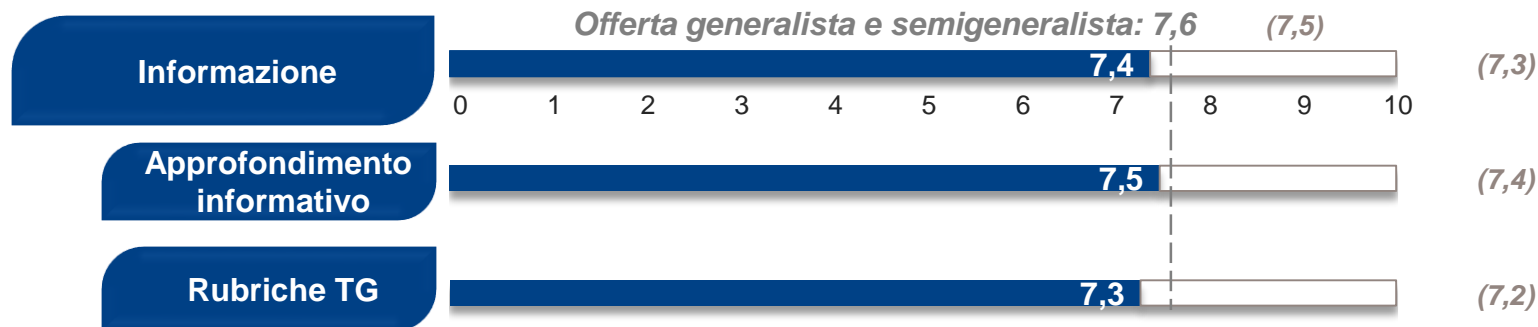 Offerta generalista e semigeneralista: 7,6 (7,5)
Informazione 7,4 (7,3)
0 1 2 3 4 5 6 7 8 9 10
Approfondimento
informativo 7,5 (7,4)
Rubriche TG 7,3 (7,2)